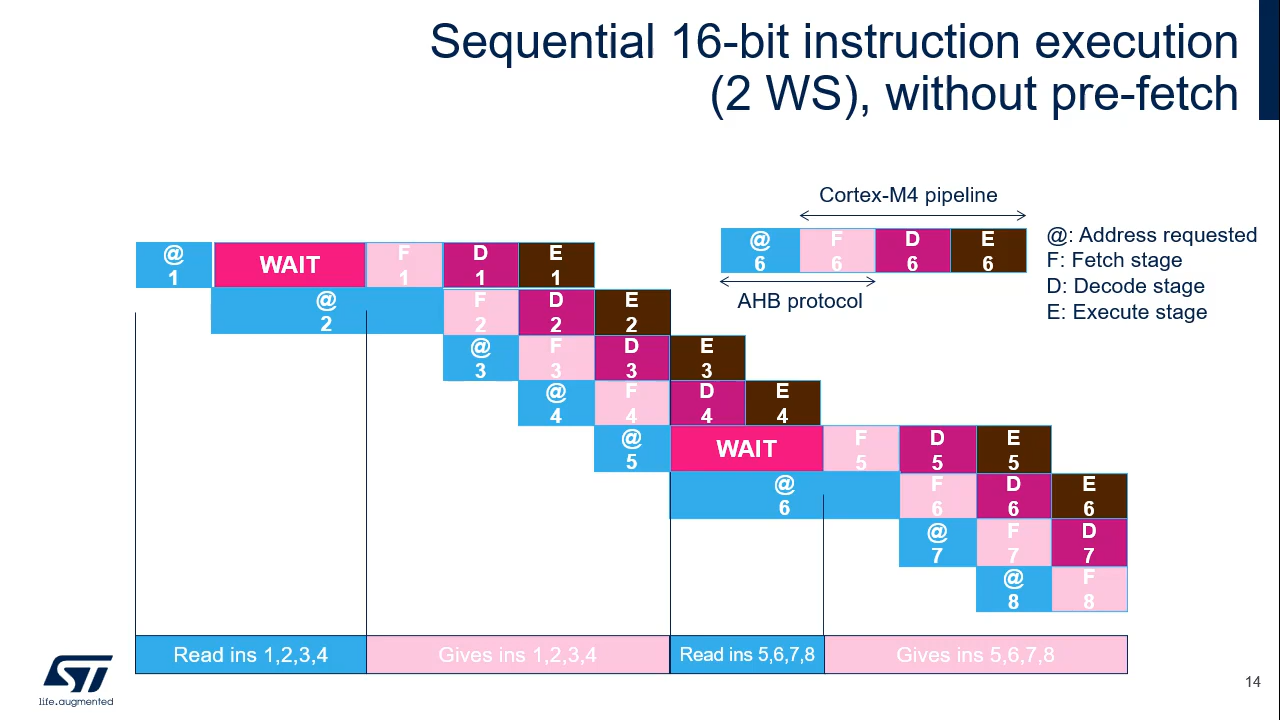 Sequential 16-bit instruction execution
(2 WS), without pre-fetch
Cortex-M4 pipeline
@ F D E
6 6 6 6
AHB protocol
@: Address requested
F: Fetch stage
D: Decode stage
E: Execute stage
@ WAIT F D E
1 1 1 1
@ F D E
2 2 2 2
@ F D E
3 3 3 3
@ F D E
4 4 4 4
@ WAIT F D E
5 5 5 5
@ F D E
6 6 6 6
@ F D
7 7 7
@ F
8 8
Read ins 1,2,3,4 Gives ins 1,2,3,4 Read ins 5,6,7,8 Gives ins 5,6,7,8
ST
life.augmented
14